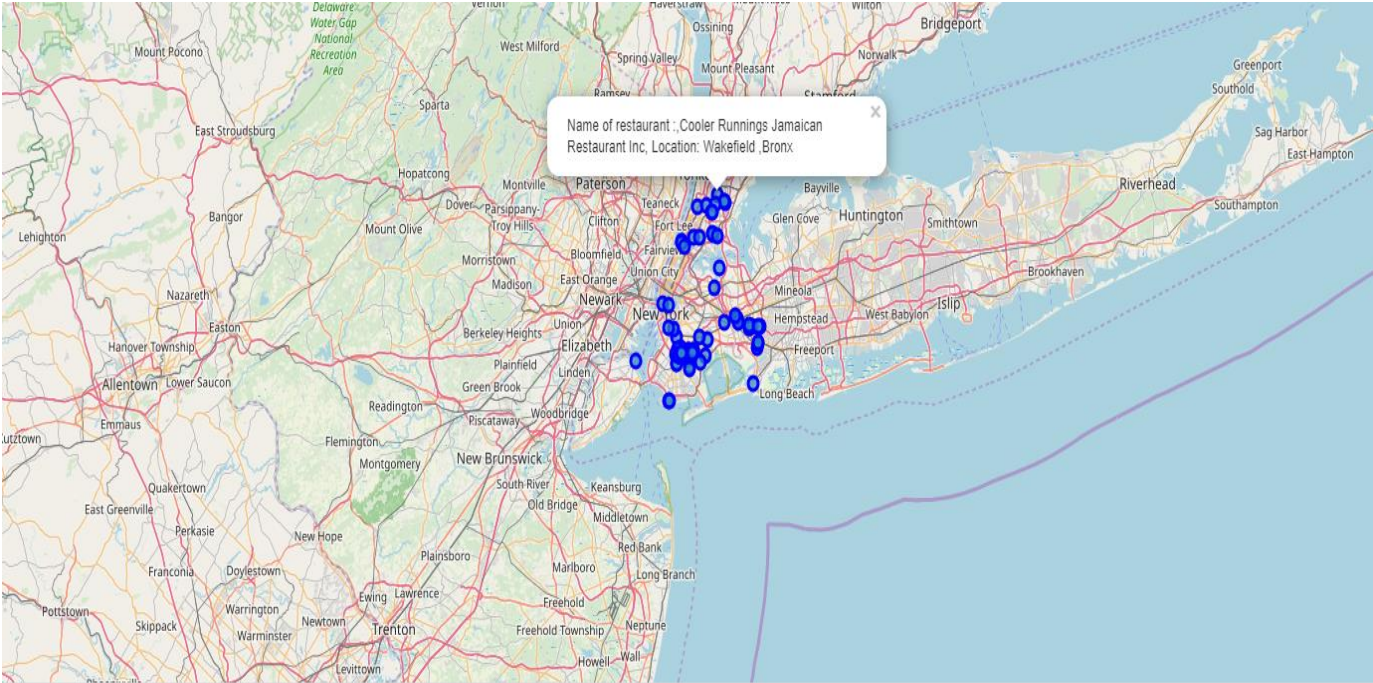 Delaware
Water Gap
National
Recreation
Area
Vernon
Haverstraw
Wilton
Ossining
Bridgeport
Mount Pocono
West Milford
Spring Valley
Norwalk
Mount Pleasant
Greenport
Southold
Ramsey
Stamford
Sparta
East Stroudsburg
Name of restaurant :,Cooler Runnings Jamaican
Restaurant Inc, Location: Wakefield ,Bronx
×
Sag Harbor
East Hampton
Hopatcong
Montville
Paterson
Bayville
Riverhead
Dover
Parsippany-
Troy Hills
Teaneck
Huntington
Southampton
Bangor
Mount Olive
Clifton
Fort Lee
Glen Cove
Smithtown
Lehighton
Morristown
Bloomfield
Fairview
Union City
Brookhaven
Madison
East Orange
Mineola
Nazareth
Newark
New York
Hempstead
West Babylon
Islip
Easton
Berkeley Heights
Union
Hanover Township
Elizabeth
Freeport
Plainfield
Linden
Allentown
Lower Saucon
Green Brook
Long Beach
Emmaus
Readington
Piscataway
Woodbridge
utztown
Flemington
New Brunswick
Montgomery
South River
Keansburg
Quakertown
Old Bridge
East Greenville
Middletown
Perkasie
New Hope
Red Bank
Plainsboro
Franconia
Doylestown
Marlboro
Long Branch
Pottstown
Ewing
Lawrence
Freehold
Skippack
Warrington
Newtown
Trenton
Freehold Township
Neptune
Warminster
Levittown
Howell
Wall